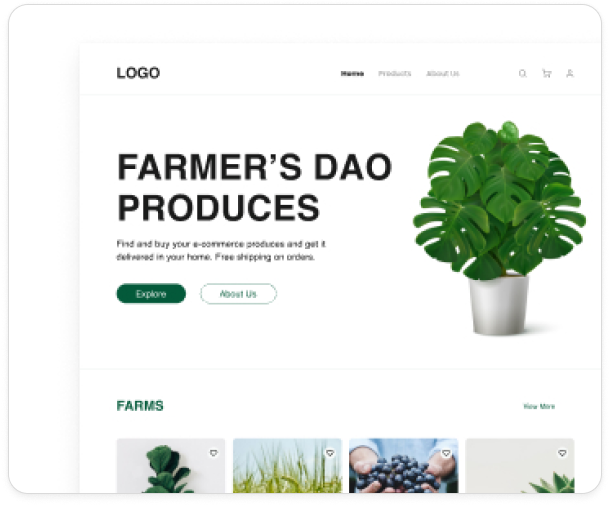 LOGO
Home Products About Us
FARMER'S DAO
PRODUCES
Find and buy your e-commerce produces and get it
delivered in your home. Free shipping on orders.
Explore About Us
FARMS View More